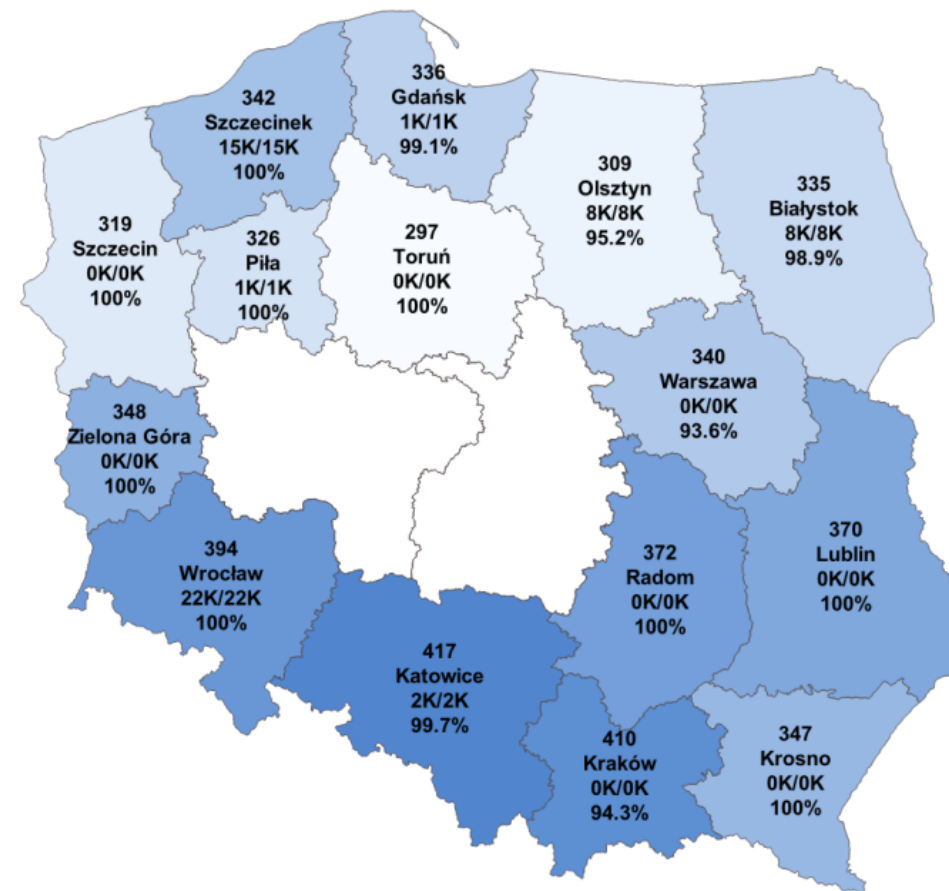 336
Gdańsk
1K/1K
99.1%
342
Szczecinek
15K/15K
100%
309
Olsztyn
8K/8K
95.2%
335
Białystok
8K/8K
98.9%
319
Szczecin
0K/0K
100%
326
Piła
1K/1K
100%
297
Toruń
0K/0K
100%
340
Warszawa
0K/0K
93.6%
348
Zielona Góra
0K/0K
100%
394
Wrocław
22K/22K
100%
372
Radom
0K/0K
100%
370
Lublin
0K/0K
100%
417
Katowice
2K/2K
99.7%
410
Kraków
0K/0K
94.3%
347
Krosno
0K/0K
100%